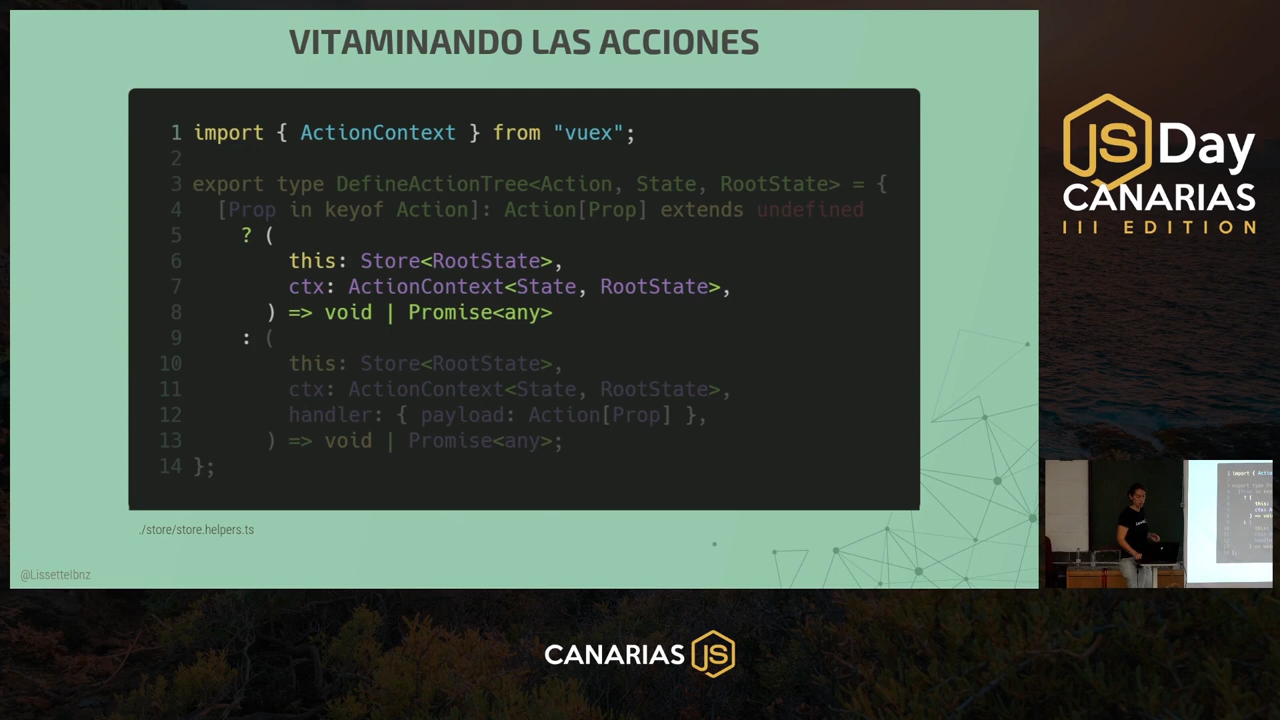 VITAMINANDO LAS ACCIONES
1 import { ActionContext } from "vuex";
2
3 export type DefineActionTree<Action, State, RootState> = {
4 [Prop in keyof Action]: Action[Prop] extends undefined
5 ? (
6 this: Store<RootState>,
7 ctx: ActionContext<State, RootState>,
8 ) => void | Promise<any>
9 : (
10 this: Store<RootState>,
11 ctx: ActionContext<State, RootState>,
12 handler: { payload: Action[Prop] },
13 ) => void | Promise<any>;
14 };
./store/store.helpers.ts
@Lissettelbnz
JS Day
CANARIAS
III EDITION
CANARIAS JS